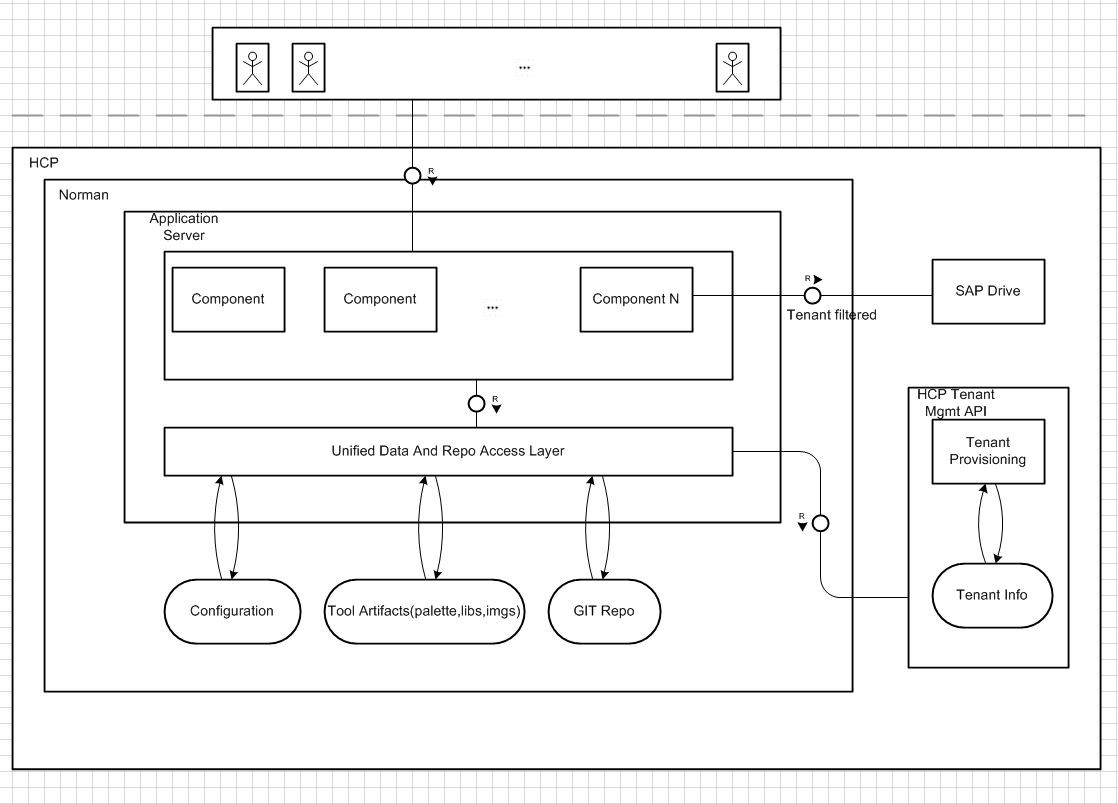 ...
HCP
R
Norman
Application
Server
Component
Component
...
Component N
R
Tenant filtered
SAP Drive
R
HCP Tenant
Mgmt API
Unified Data And Repo Access Layer
Tenant
Provisioning
R
Configuration
Tool Artifacts(palette,libs,imgs)
GIT Repo
Tenant Info